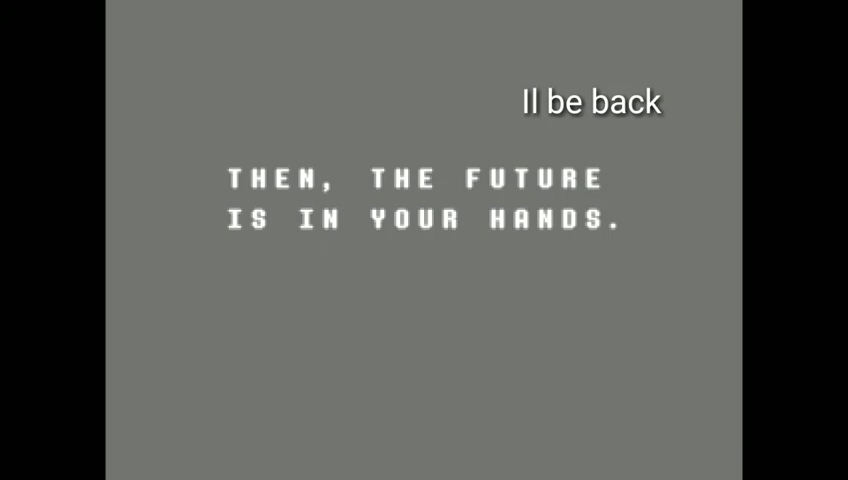 Il be back
THEN, THE FUTURE
IS IN YOUR HANDS.